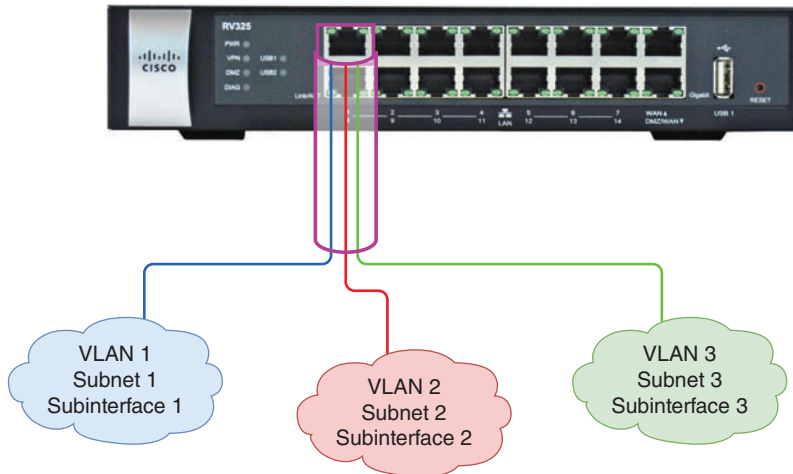 RV325
PWR
VPN USB1
DMZ USB2
DIAG
CISCO
Link/ACT
Gigabit
2 3 4 5 6 7 WAN▲
9 10 11 LAN 12 13 14 DMZ/WAN▼
USB 1
RESET
VLAN 1
Subnet 1
Subinterface 1
VLAN 2
Subnet 2
Subinterface 2
VLAN 3
Subnet 3
Subinterface 3